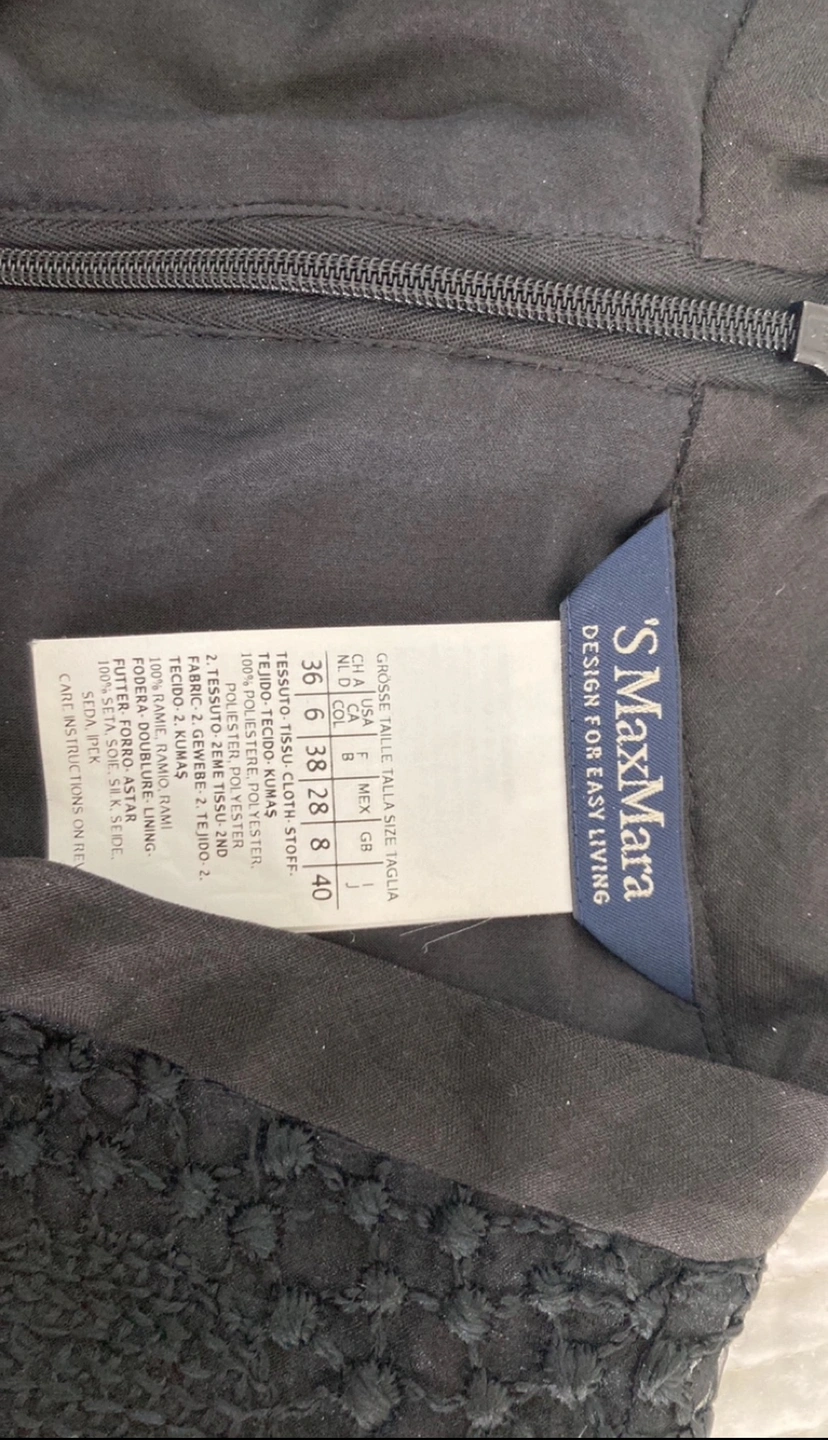 'S MaxMara
DESIGN FOR EASY LIVING
GRÖSSE TAILLE TALLA SIZE TAGLIA
CH A | USA | F | MEX | GB | I
NL D | CA | B | J
COL
36 | 6 | 38 | 28 | 8 | 40
TESSUTO· TISSU· CLOTH· STOFF·
TEJIDO· TECIDO· KUMAŞ
100% POLIESTERE, POLYESTER,
POLIESTER, POLYESTER
2. TESSUTO· 2EME TISSU· 2ND
FABRIC· 2. GEWEBE· 2. TEJIDO· 2.
TECIDO· 2. KUMAŞ
100% RAMIE, RAMIO, RAMI
FODERA· DOUBLURE· LINING·
FUTTER· FORRO· ASTAR
100% SETA, SOIE, SILK, SEIDE,
SEDA, IPEK
CARE INSTRUCTIONS ON REV